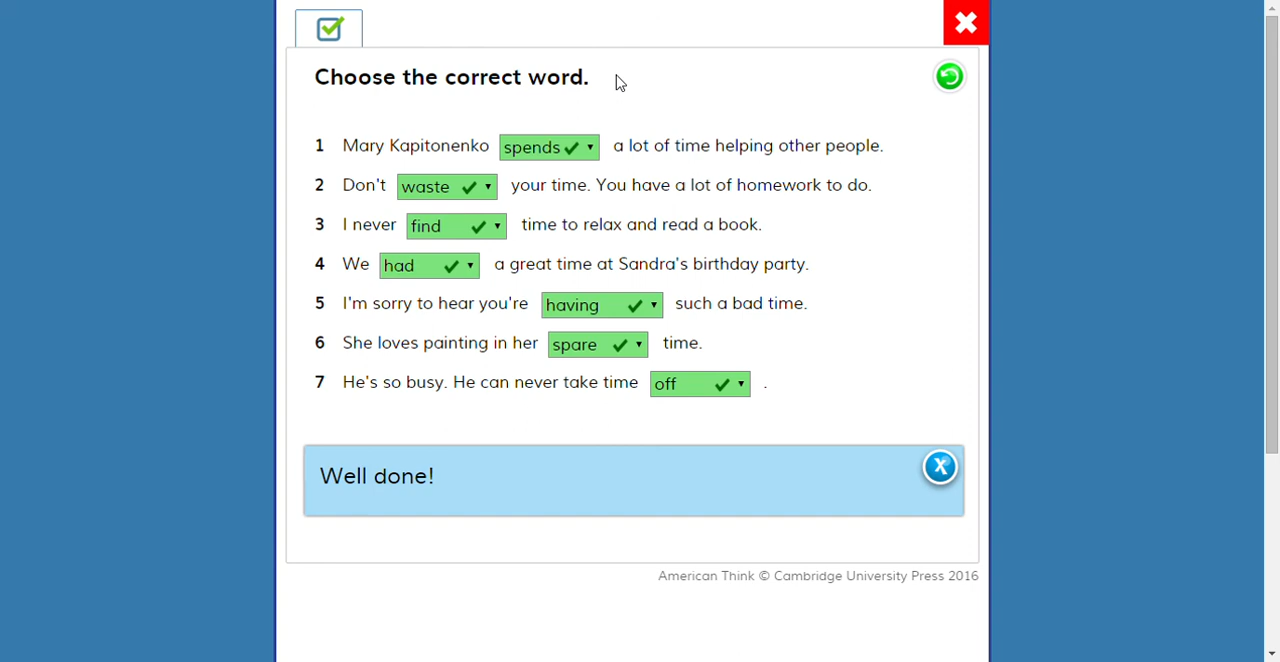 Choose the correct word.
1 Mary Kapitonenko spends a lot of time helping other people.
2 Don't waste your time. You have a lot of homework to do.
3 I never find time to relax and read a book.
4 We had a great time at Sandra's birthday party.
5 I'm sorry to hear you're having such a bad time.
6 She loves painting in her spare time.
7 He's so busy. He can never take time off .
Well done!
X
American Think © Cambridge University Press 2016